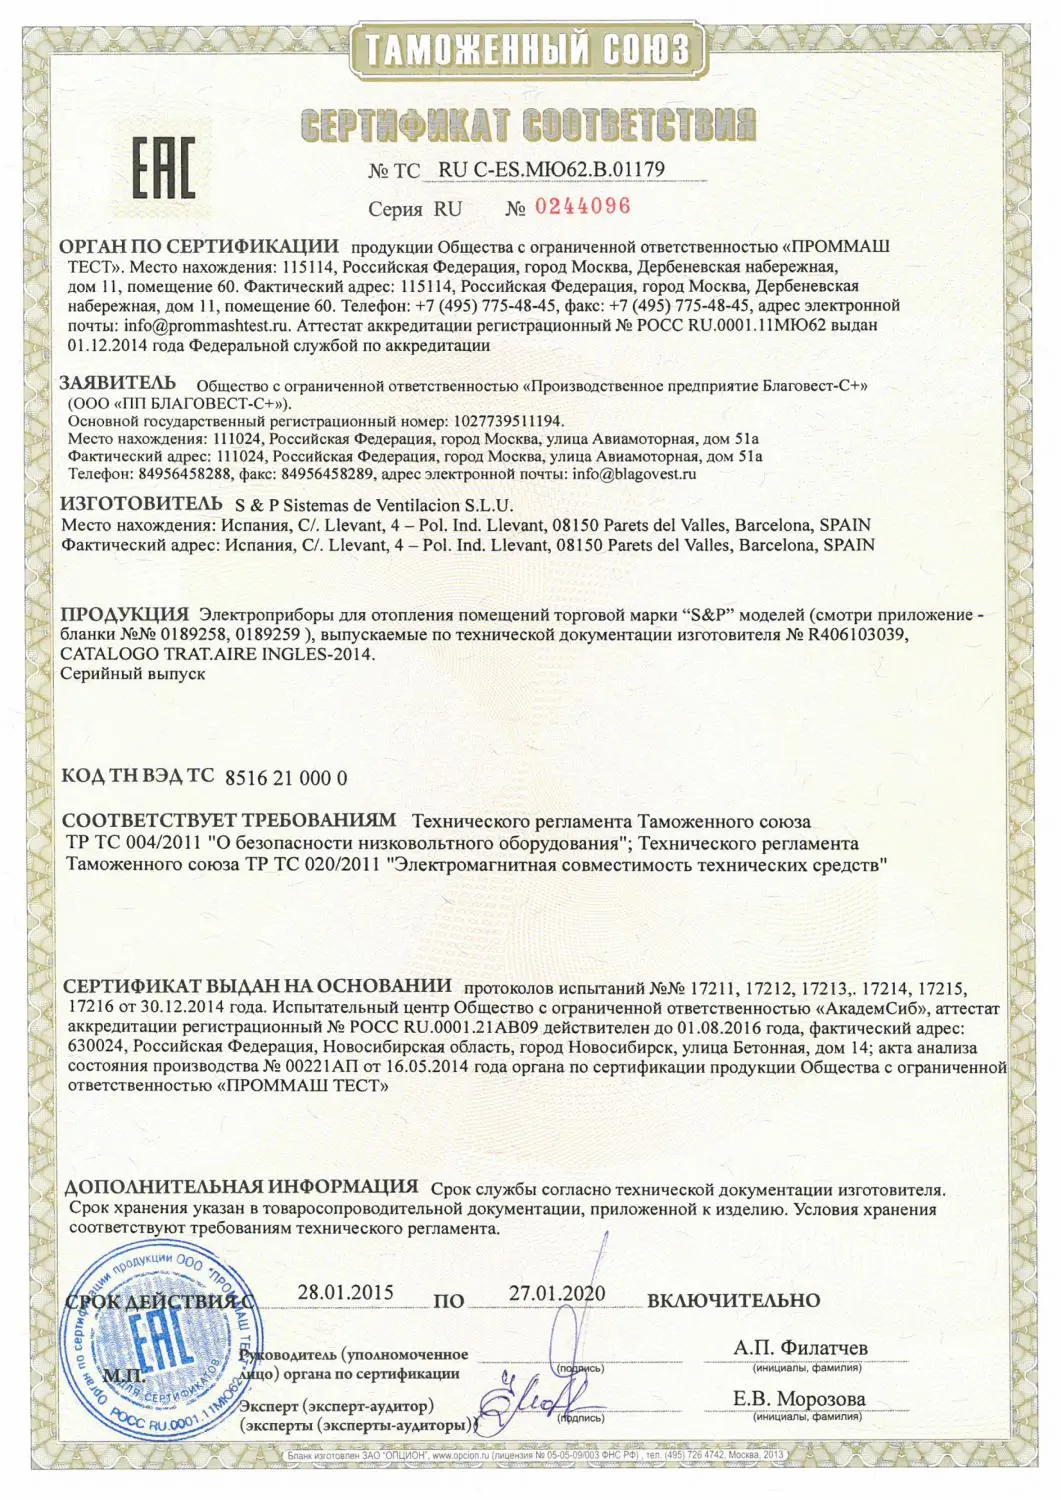 ТАМОЖЕННЫЙ СОЮЗ
СЕРТИФИКАТ СООТВЕТСТВИЯ
ЕАС
№ ТС RU С-ES.МЮ62.В.01179
Серия RU № 0244096
ОРГАН ПО СЕРТИФИКАЦИИ продукции Общества с ограниченной ответственностью «ПРОММАШ
ТЕСТ». Место нахождения: 115114, Российская Федерация, город Москва, Дербеневская набережная,
дом 11, помещение 60. Фактический адрес: 115114, Российская Федерация, город Москва, Дербеневская
набережная, дом 11, помещение 60. Телефон: +7 (495) 775-48-45, факс: +7 (495) 775-48-45, адрес электронной
почты: info@prommashtest.ru. Аттестат аккредитации регистрационный № РОСС RU.0001.11МЮ62 выдан
01.12.2014 года Федеральной службой по аккредитации
ЗАЯВИТЕЛЬ Общество с ограниченной ответственностью «Производственное предприятие Благовест-С+»
(ООО «ПП БЛАГОВЕСТ-С+»).
Основной государственный регистрационный номер: 1027739511194.
Место нахождения: 111024, Российская Федерация, город Москва, улица Авиамоторная, дом 51а
Фактический адрес: 111024, Российская Федерация, город Москва, улица Авиамоторная, дом 51а
Телефон: 84956458288, факс: 84956458289, адрес электронной почты: info@blagovest.ru
ИЗГОТОВИТЕЛЬ S & P Sistemas de Ventilacion S.L.U.
Место нахождения: Испания, C/. Llevant, 4 – Pol. Ind. Llevant, 08150 Parets del Valles, Barcelona, SPAIN
Фактический адрес: Испания, C/. Llevant, 4 – Pol. Ind. Llevant, 08150 Parets del Valles, Barcelona, SPAIN
ПРОДУКЦИЯ Электроприборы для отопления помещений торговой марки “S&P” моделей (смотри приложение -
бланки №№ 0189258, 0189259 ), выпускаемые по технической документации изготовителя № R406103039,
CATALOGO TRAT.AIRE INGLES-2014.
Серийный выпуск
КОД ТН ВЭД ТС 8516 21 000 0
СООТВЕТСТВУЕТ ТРЕБОВАНИЯМ Технического регламента Таможенного союза
ТР ТС 004/2011 "О безопасности низковольтного оборудования"; Технического регламента
Таможенного союза ТР ТС 020/2011 "Электромагнитная совместимость технических средств"
СЕРТИФИКАТ ВЫДАН НА ОСНОВАНИИ протоколов испытаний №№ 17211, 17212, 17213,. 17214, 17215,
17216 от 30.12.2014 года. Испытательный центр Общество с ограниченной ответственностью «АкадемСиб», аттестат
аккредитации регистрационный № РОСС RU.0001.21АВ09 действителен до 01.08.2016 года, фактический адрес:
630024, Российская Федерация, Новосибирская область, город Новосибирск, улица Бетонная, дом 14; акта анализа
состояния производства № 00221АП от 16.05.2014 года органа по сертификации продукции Общества с ограниченной
ответственностью «ПРОММАШ ТЕСТ»
ДОПОЛНИТЕЛЬНАЯ ИНФОРМАЦИЯ Срок службы согласно технической документации изготовителя.
Срок хранения указан в товаросопроводительной документации, приложенной к изделию. Условия хранения
соответствуют требованиям технического регламента.
СРОК ДЕЙСТВИЯ С 28.01.2015 ПО 27.01.2020 ВКЛЮЧИТЕЛЬНО
Орган по сертификации продукции ООО "ПРОММАШ ТЕСТ"
РОСС RU.0001.11МЮ62
ЕАС
ДЛЯ СЕРТИФИКАТОВ
М.П.
Руководитель (уполномоченное
лицо) органа по сертификации
(подпись)
А.П. Филатчев
(инициалы, фамилия)
Эксперт (эксперт-аудитор)
(эксперты (эксперты-аудиторы))
(подпись)
Е.В. Морозова
(инициалы, фамилия)
Бланк изготовлен ЗАО "ОПЦИОН", www.opcion.ru (лицензия № 05-05-09/003 ФНС РФ), тел. (495) 726 4742, Москва, 2013